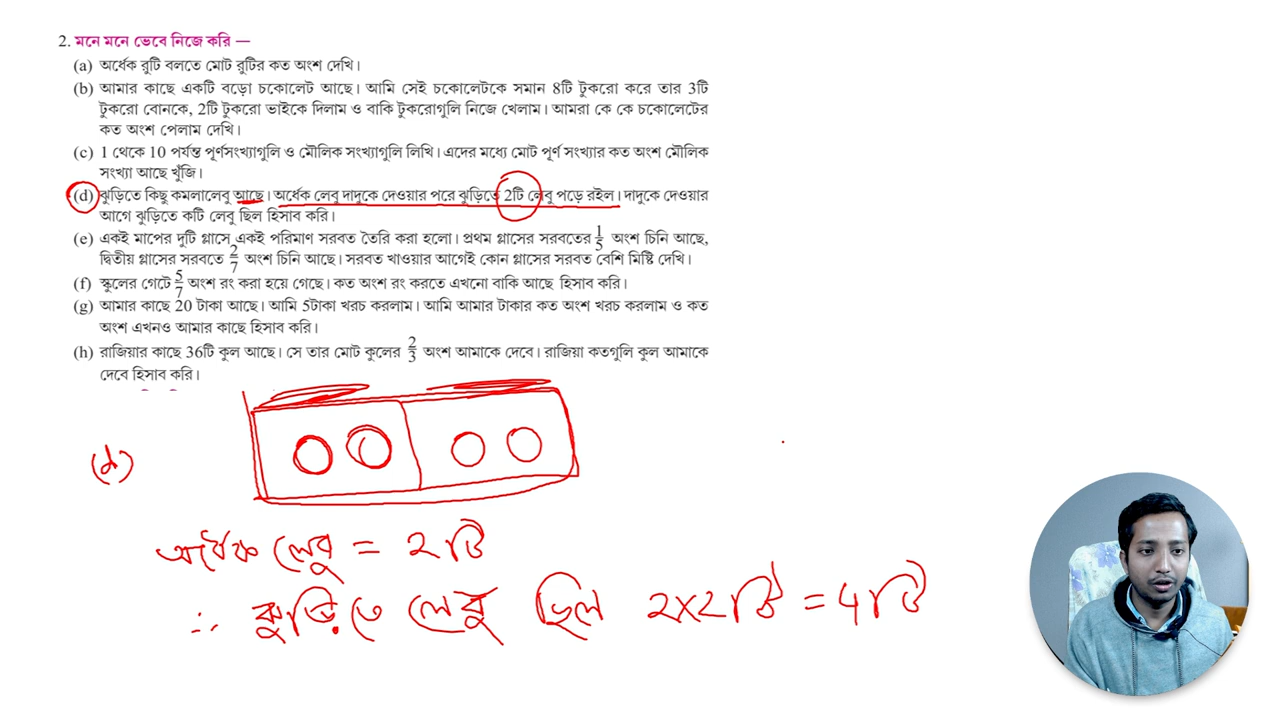 2. মনে মনে ভেবে নিজে করি —
(a) অর্ধেক রুটি বলতে মোট রুটির কত অংশ দেখি।
(b) আমার কাছে একটি বড়ো চকোলেট আছে। আমি সেই চকোলেটকে সমান 8টি টুকরো করে তার 3টি
টুকরো বোনকে, 2টি টুকরো ভাইকে দিলাম ও বাকি টুকরোগুলি নিজে খেলাম। আমরা কে কে চকোলেটের
কত অংশ পেলাম দেখি।
(c) 1 থেকে 10 পর্যন্ত পূর্ণসংখ্যাগুলি ও মৌলিক সংখ্যাগুলি লিখি। এদের মধ্যে মোট পূর্ণ সংখ্যার কত অংশ মৌলিক
সংখ্যা আছে খুঁজি।
(d) ঝুড়িতে কিছু কমলালেবু আছে। অর্ধেক লেবু দাদুকে দেওয়ার পরে ঝুড়িতে 2টি লেবু পড়ে রইল। দাদুকে দেওয়ার
আগে ঝুড়িতে কটি লেবু ছিল হিসাব করি।
(e) একই মাপের দুটি গ্লাসে একই পরিমাণ সরবত তৈরি করা হলো। প্রথম গ্লাসের সরবতের 1/5 অংশ চিনি আছে,
দ্বিতীয় গ্লাসের সরবতে 2/7 অংশ চিনি আছে। সরবত খাওয়ার আগেই কোন গ্লাসের সরবত বেশি মিষ্টি দেখি।
(f) স্কুলের গেটে 5/7 অংশ রং করা হয়ে গেছে। কত অংশ রং করতে এখনো বাকি আছে হিসাব করি।
(g) আমার কাছে 20 টাকা আছে। আমি 5টাকা খরচ করলাম। আমি আমার টাকার কত অংশ খরচ করলাম ও কত
অংশ এখনও আমার কাছে হিসাব করি।
(h) রাজিয়ার কাছে 36টি কুল আছে। সে তার মোট কুলের 2/3 অংশ আমাকে দেবে। রাজিয়া কতগুলি কুল আমাকে
দেবে হিসাব করি।
(d)
অর্ধেক লেবু = 2টি
∴ ঝুড়িতে লেবু ছিল 2×2টি = 4টি